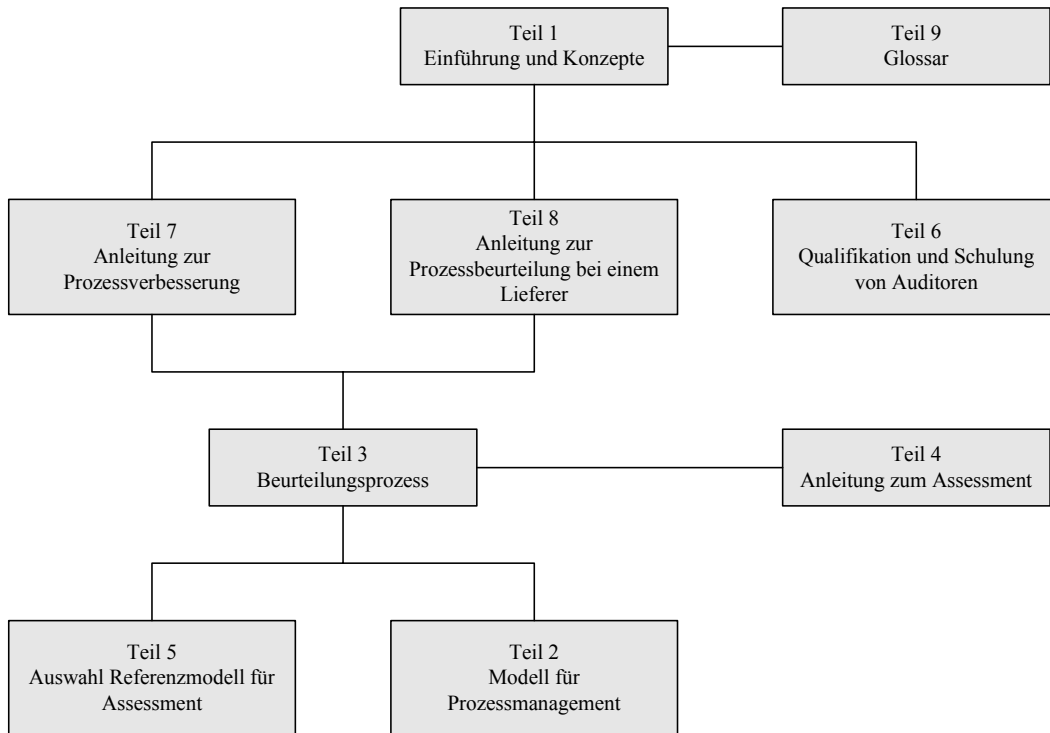 Teil 1
Einführung und Konzepte
Teil 9
Glossar
Teil 7
Anleitung zur
Prozessverbesserung
Teil 8
Anleitung zur
Prozessbeurteilung bei einem
Lieferer
Teil 6
Qualifikation und Schulung
von Auditoren
Teil 3
Beurteilungsprozess
Teil 4
Anleitung zum Assessment
Teil 5
Auswahl Referenzmodell für
Assessment
Teil 2
Modell für
Prozessmanagement